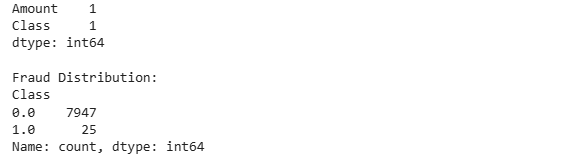 Amount    1
Class     1
dtype: int64
Fraud Distribution:
Class
0.0    7947
1.0      25
Name: count, dtype: int64